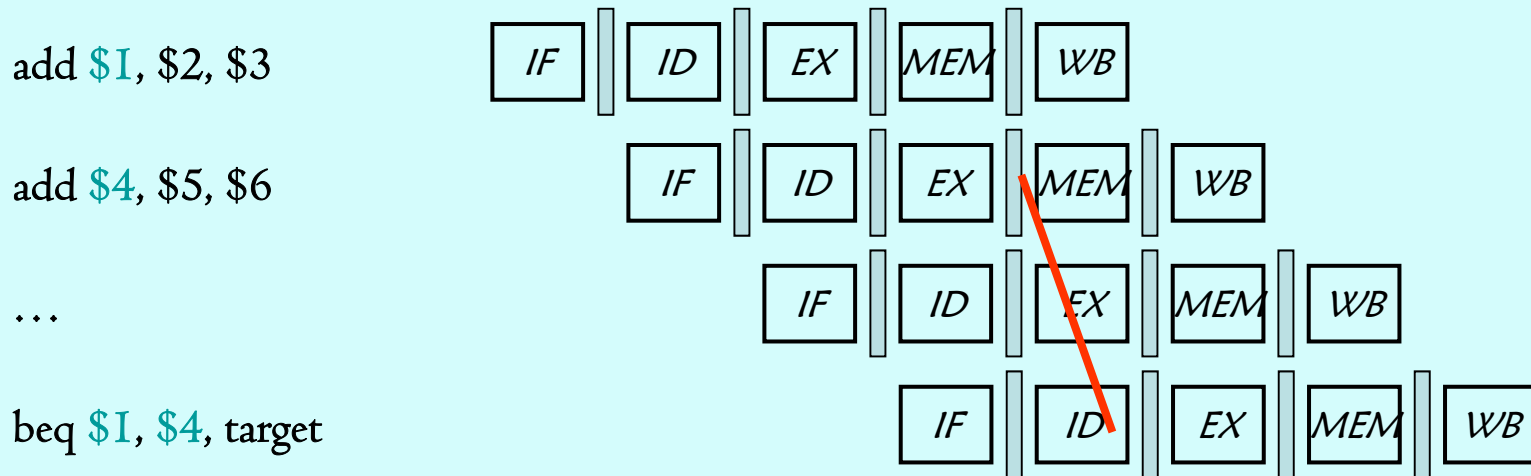 add $1, $2, $3 IF ID EX MEM WB
add $4, $5, $6 IF ID EX MEM WB
... IF ID EX MEM WB
beq $1, $4, target IF ID EX MEM WB